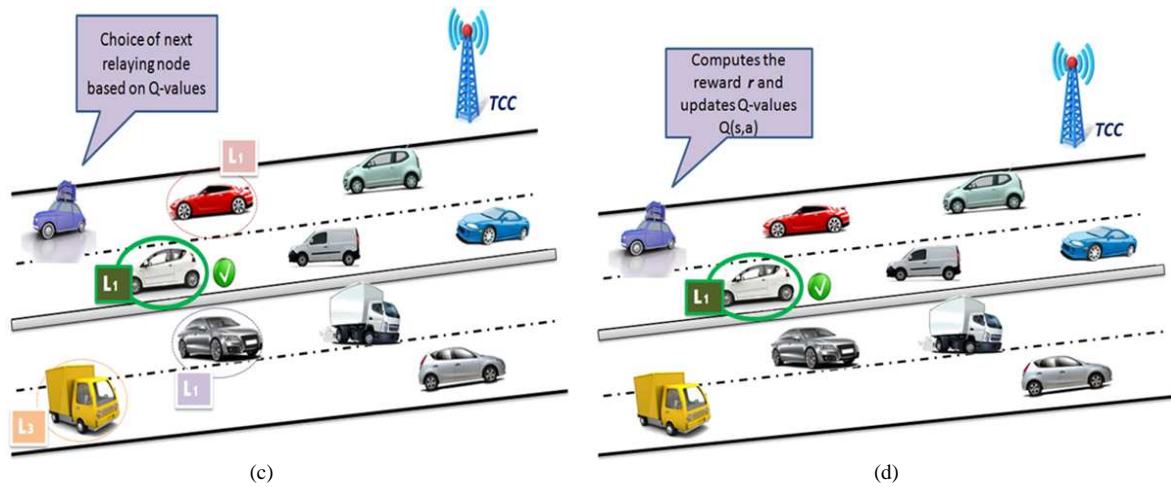 Choice of next
relaying node
based on Q-values
TCC
L1
L1
L1
L3
(c)
Computes the
reward r and
updates Q-values
Q(s,a)
TCC
L1
(d)